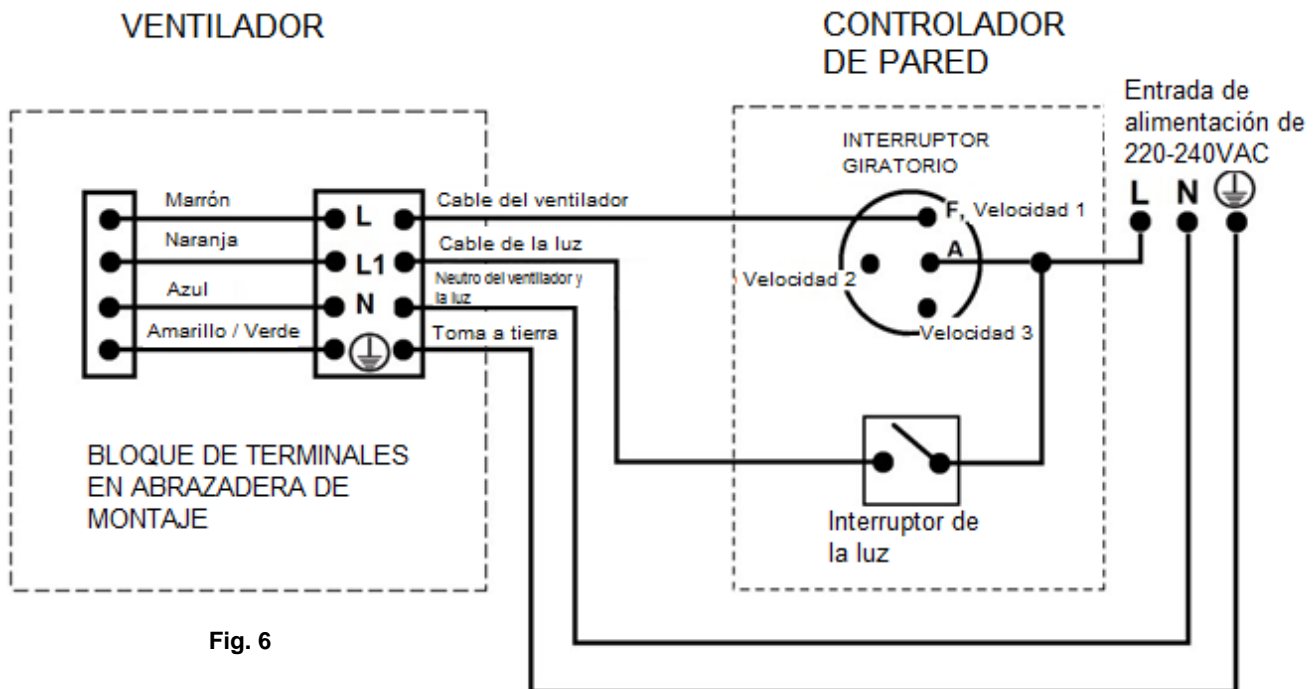 VENTILADOR
CONTROLADOR
DE PARED
Entrada de
alimentación de
220-240VAC
L N
INTERRUPTOR
GIRATORIO
Marrón
Naranja
Azul
Amarillo / Verde
L
L1
N
Cable del ventilador
Cable de la luz
Neutro del ventilador y
la luz
Toma a tierra
F, Velocidad 1
A
Velocidad 2
Velocidad 3
BLOQUE DE TERMINALES
EN ABRAZADERA DE
MONTAJE
Interruptor de
la luz
Fig. 6